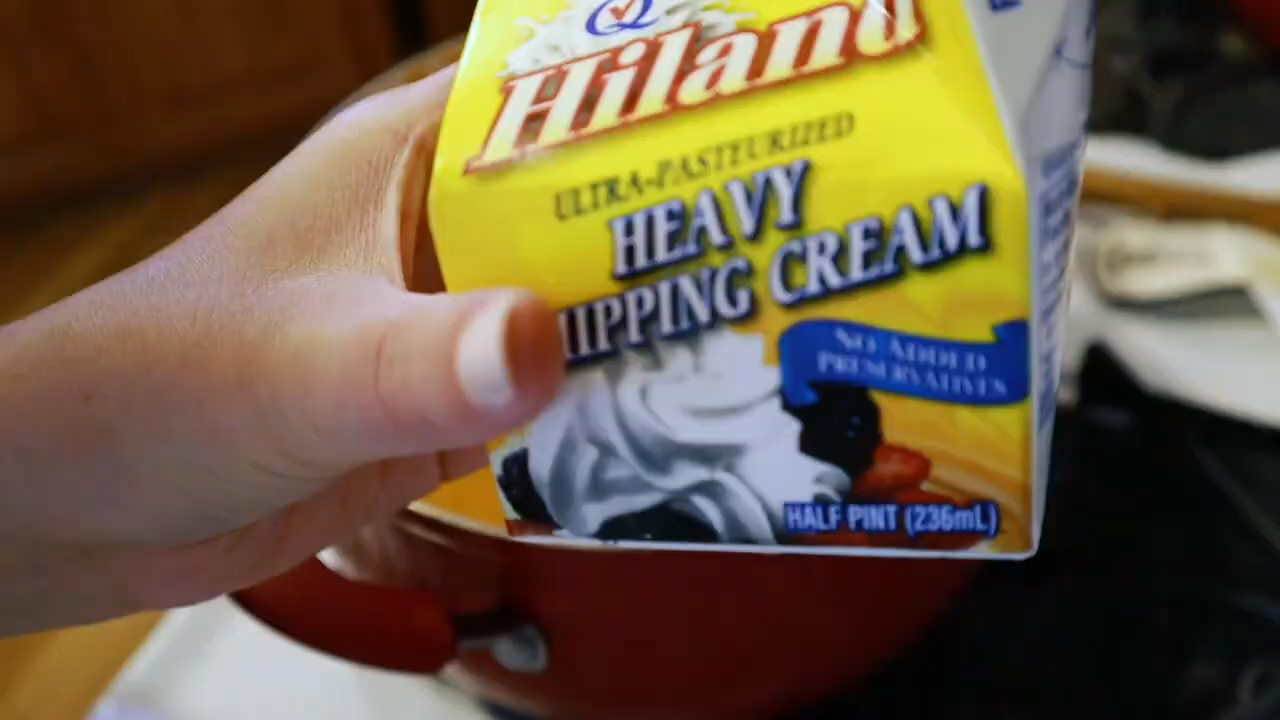 Q
Hiland
ULTRA-PASTEURIZED
HEAVY
HIPPING CREAM
NO ADDED
PRESERVATIVES
HALF PINT (236mL)